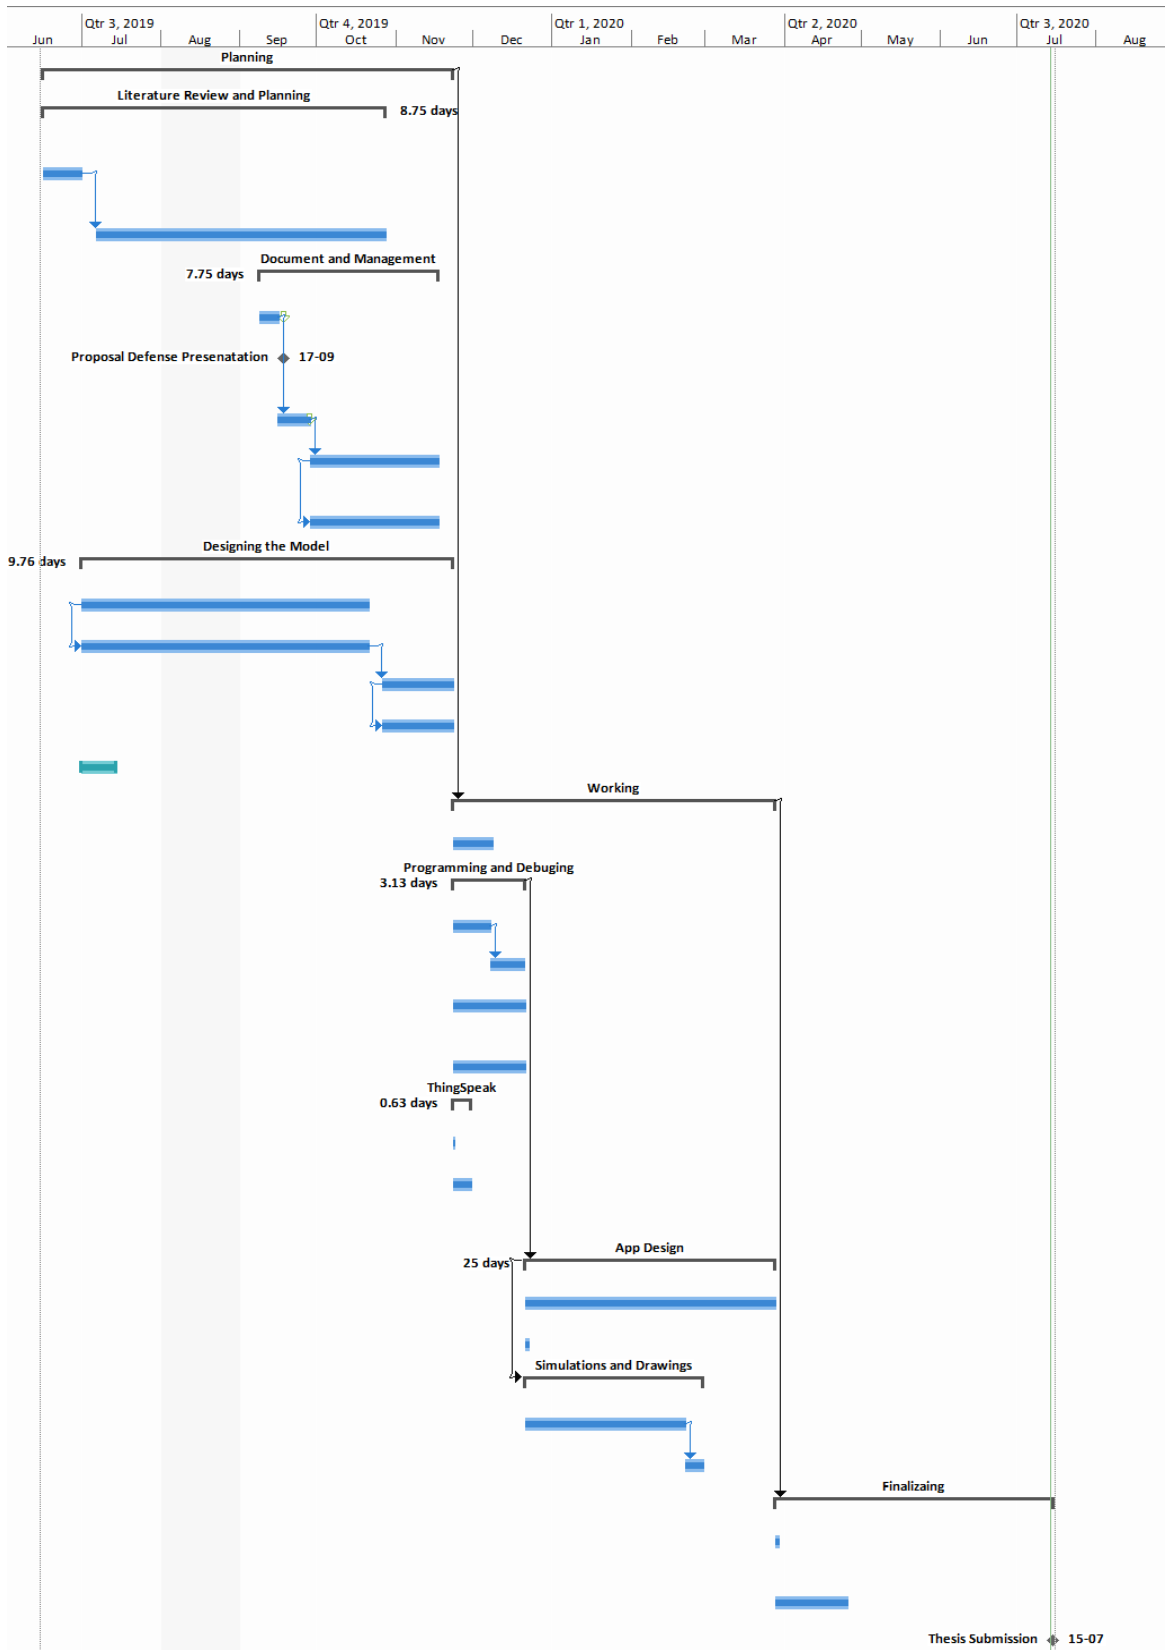 Qtr 3, 2019 Qtr 4, 2019 Qtr 1, 2020 Qtr 2, 2020 Qtr 3, 2020
Jun Jul Aug Sep Oct Nov Dec Jan Feb Mar Apr May Jun Jul Aug
Planning
Literature Review and Planning
8.75 days
Document and Management
7.75 days
Proposal Defense Presenatation 17-09
Designing the Model
9.76 days
Working
Programming and Debuging
3.13 days
ThingSpeak
0.63 days
App Design
25 days
Simulations and Drawings
Finalizaing
Thesis Submission 15-07